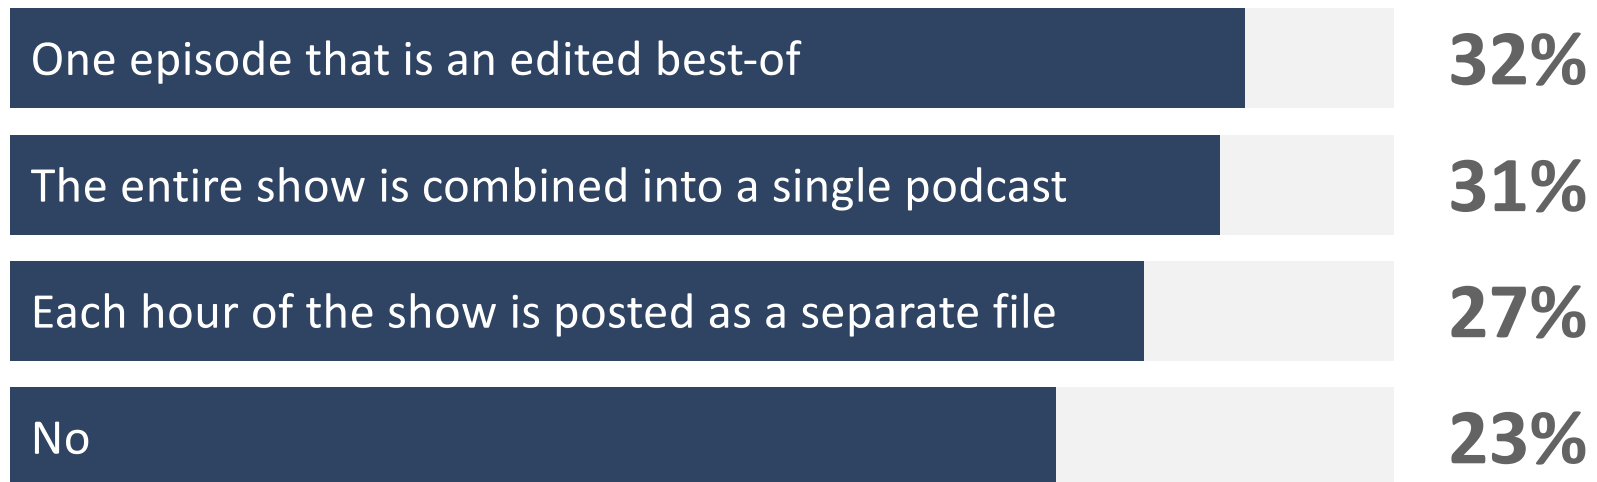 One episode that is an edited best-of 32%
The entire show is combined into a single podcast 31%
Each hour of the show is posted as a separate file 27%
No 23%